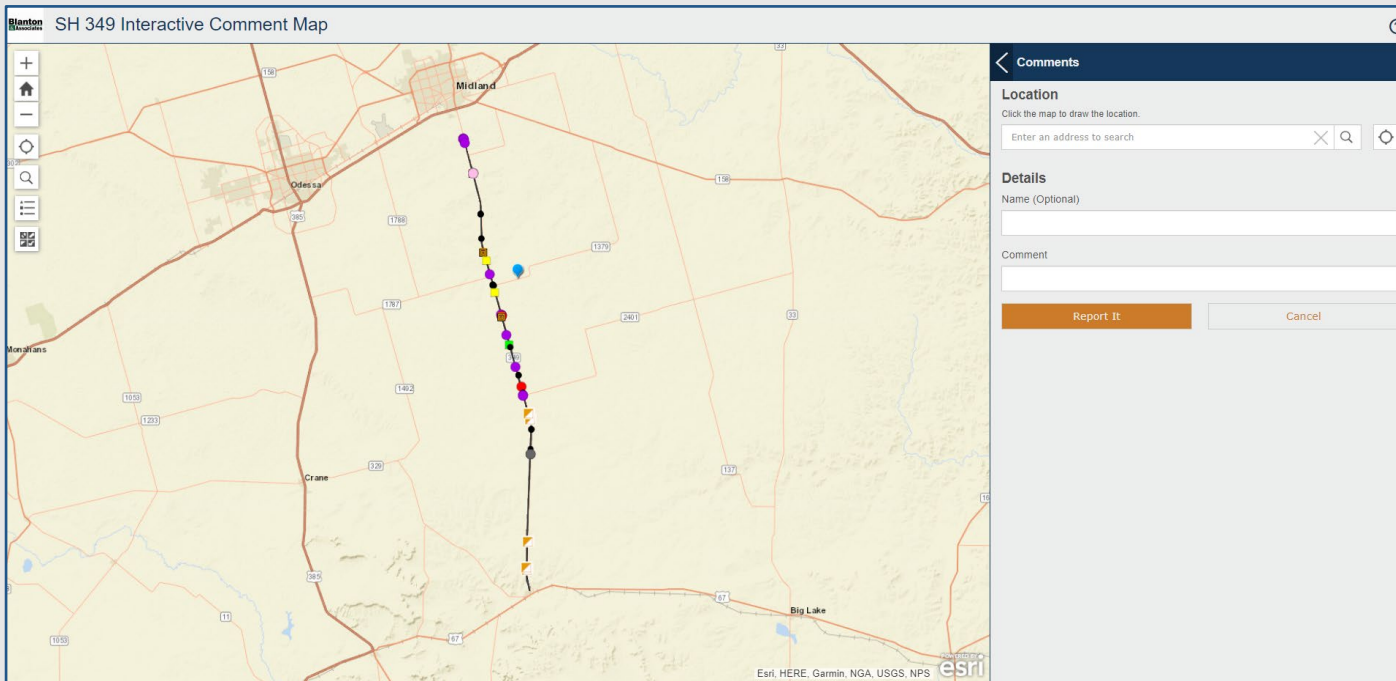 Blanton
& Associates
SH 349 Interactive Comment Map
Comments
Location
Click the map to draw the location.
Enter an address to search
Details
Name (Optional)
Comment
Report It
Cancel
33
158
Midland
158
Odessa
385
1788
1379
1787
2401
33
Monahans
349
1492
1053
1233
329
137
Crane
385
67
11
Big Lake
1053
67
Esri, HERE, Garmin, NGA, USGS, NPS
esri